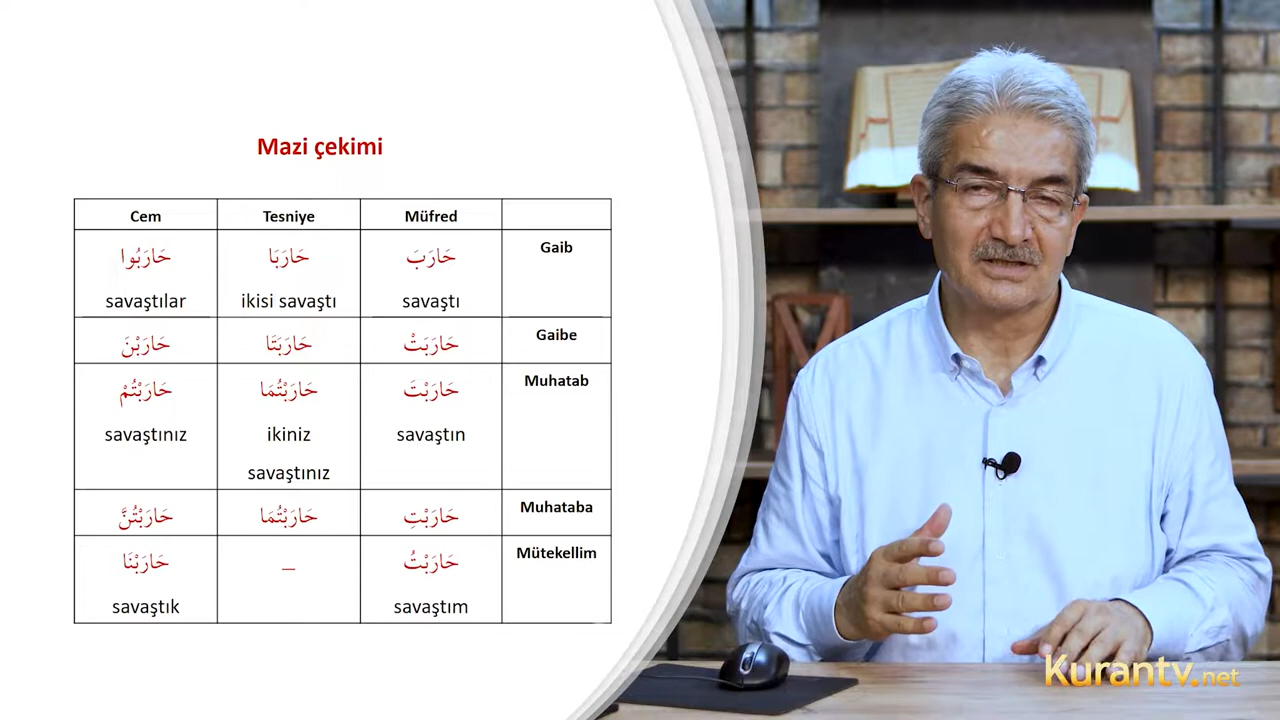 Mazi çekimi
Cem Tesniye Müfred
حَارَبُوا حَارَبَا حَارَبَ Gaib
savaştılar ikisi savaştı savaştı
حَارَبْنَ حَارَبَتَا حَارَبَتْ Gaibe
حَارَبْتُمْ حَارَبْتُمَا حَارَبْتَ Muhatab
savaştınız ikiniz savaştın
savaştınız
حَارَبْتُنَّ حَارَبْتُمَا حَارَبْتِ Muhataba
حَارَبْنَا _ حَارَبْتُ Mütekellim
savaştık savaştım
Kurantv.net